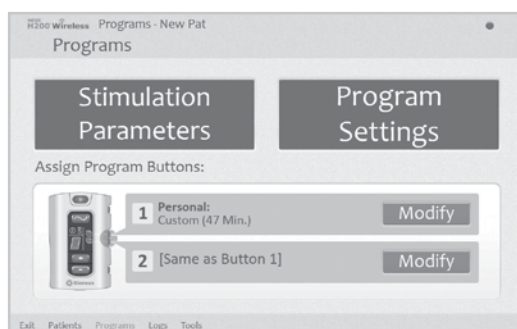 H200 Wireless Programs - New Pat
Programs
Stimulation
Parameters
Program
Settings
Assign Program Buttons:
1 Personal:
Custom (47 Min.)
Modify
2 [Same as Button 1]
Modify
Bioness
Exit Patients Programs Logs Tools